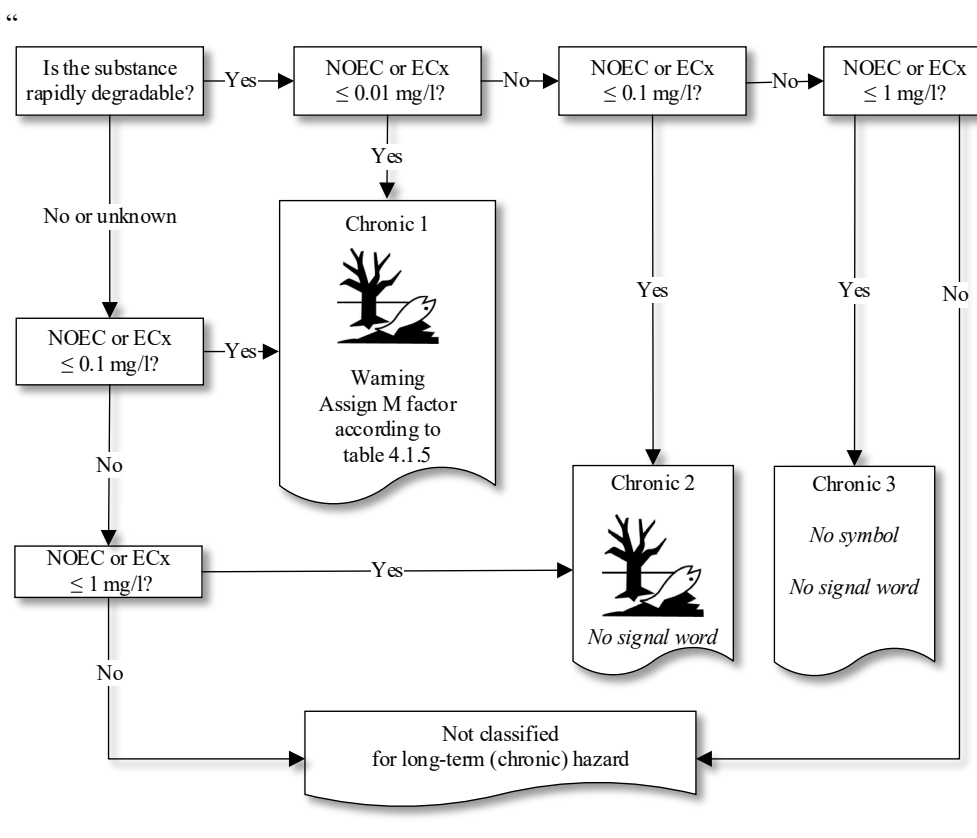 “
Is the substance
rapidly degradable?
Yes
NOEC or ECx
≤ 0.01 mg/l?
No
NOEC or ECx
≤ 0.1 mg/l?
No
NOEC or ECx
≤ 1 mg/l?
Yes
No or unknown
Chronic 1
Warning
Assign M factor
according to
table 4.1.5
Yes
Yes
No
NOEC or ECx
≤ 0.1 mg/l?
Yes
No
Chronic 2
No signal word
Chronic 3
No symbol
No signal word
NOEC or ECx
≤ 1 mg/l?
Yes
No
Not classified
for long-term (chronic) hazard